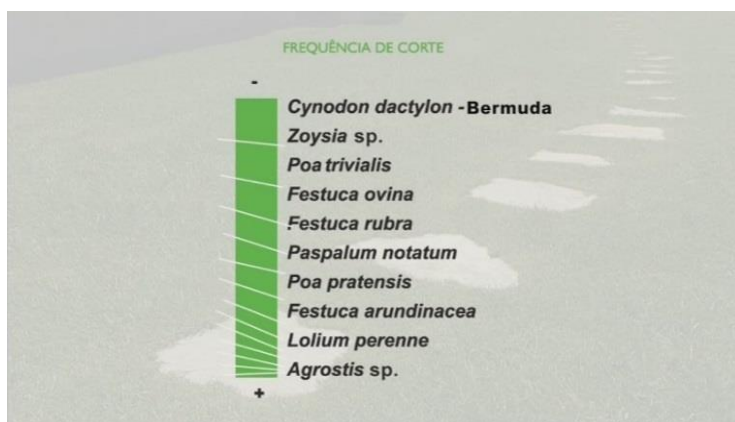 FREQUÊNCIA DE CORTE
-
Cynodon dactylon -Bermuda
Zoysia sp.
Poa trivialis
Festuca ovina
Festuca rubra
Paspalum notatum
Poa pratensis
Festuca arundinacea
Lolium perenne
Agrostis sp.
+